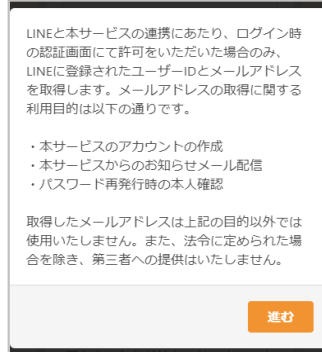 LINEと本サービスの連携にあたり、ログイン時
の認証画面にて許可をいただいた場合のみ、
LINEに登録されたユーザーIDとメールアドレス
を取得します。メールアドレスの取得に関する
利用目的は以下の通りです。
・本サービスのアカウントの作成
・本サービスからのお知らせメール配信
・パスワード再発行時の本人確認
取得したメールアドレスは上記の目的以外では
使用いたしません。また、法令に定められた場
合を除き、第三者への提供はいたしません。
進む